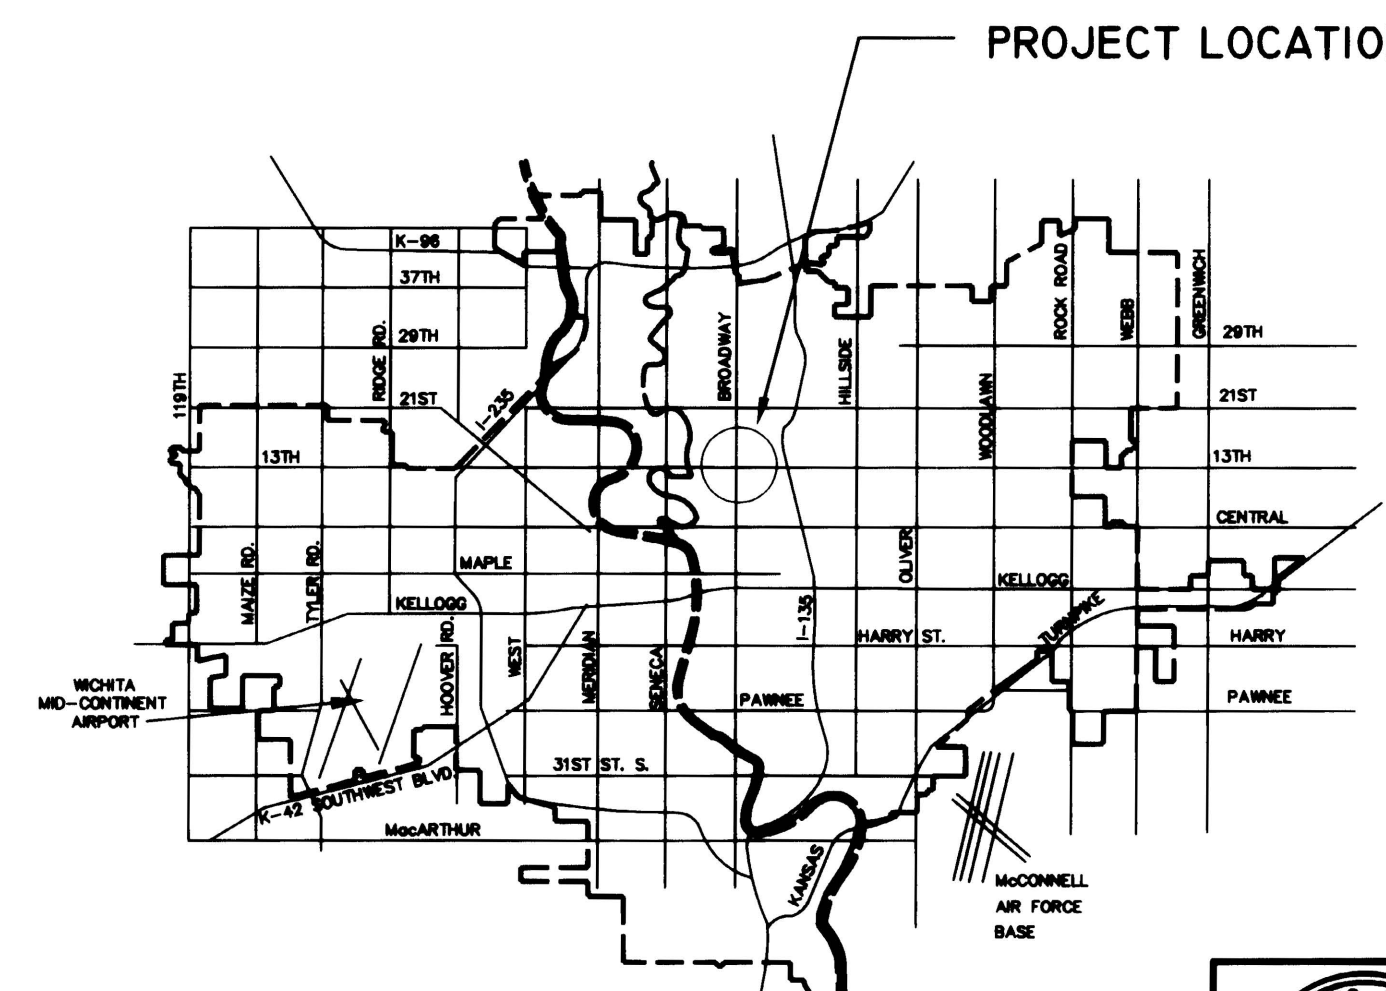 PROJECT LOCATIO
K-96
37TH
29TH
RIDGE RD.
119TH
21ST
I-235
13TH
BROADWAY
HILLSIDE
WOODLAWN
ROCK ROAD
WEBB
GREENWICH
29TH
21ST
13TH
CENTRAL
OLIVER
MAIZE RD.
TYLER RD.
MAPLE
KELLOGG
KELLOGG
TURNPIKE
I-135
HARRY ST.
HARRY
HOOVER RD.
WEST
MERIDIAN
SENECA
PAWNEE
PAWNEE
WICHITA
MID-CONTINENT
AIRPORT
31ST ST. S.
K-42 SOUTHWEST BLVD.
MacARTHUR
KANSAS
McCONNELL
AIR FORCE
BASE